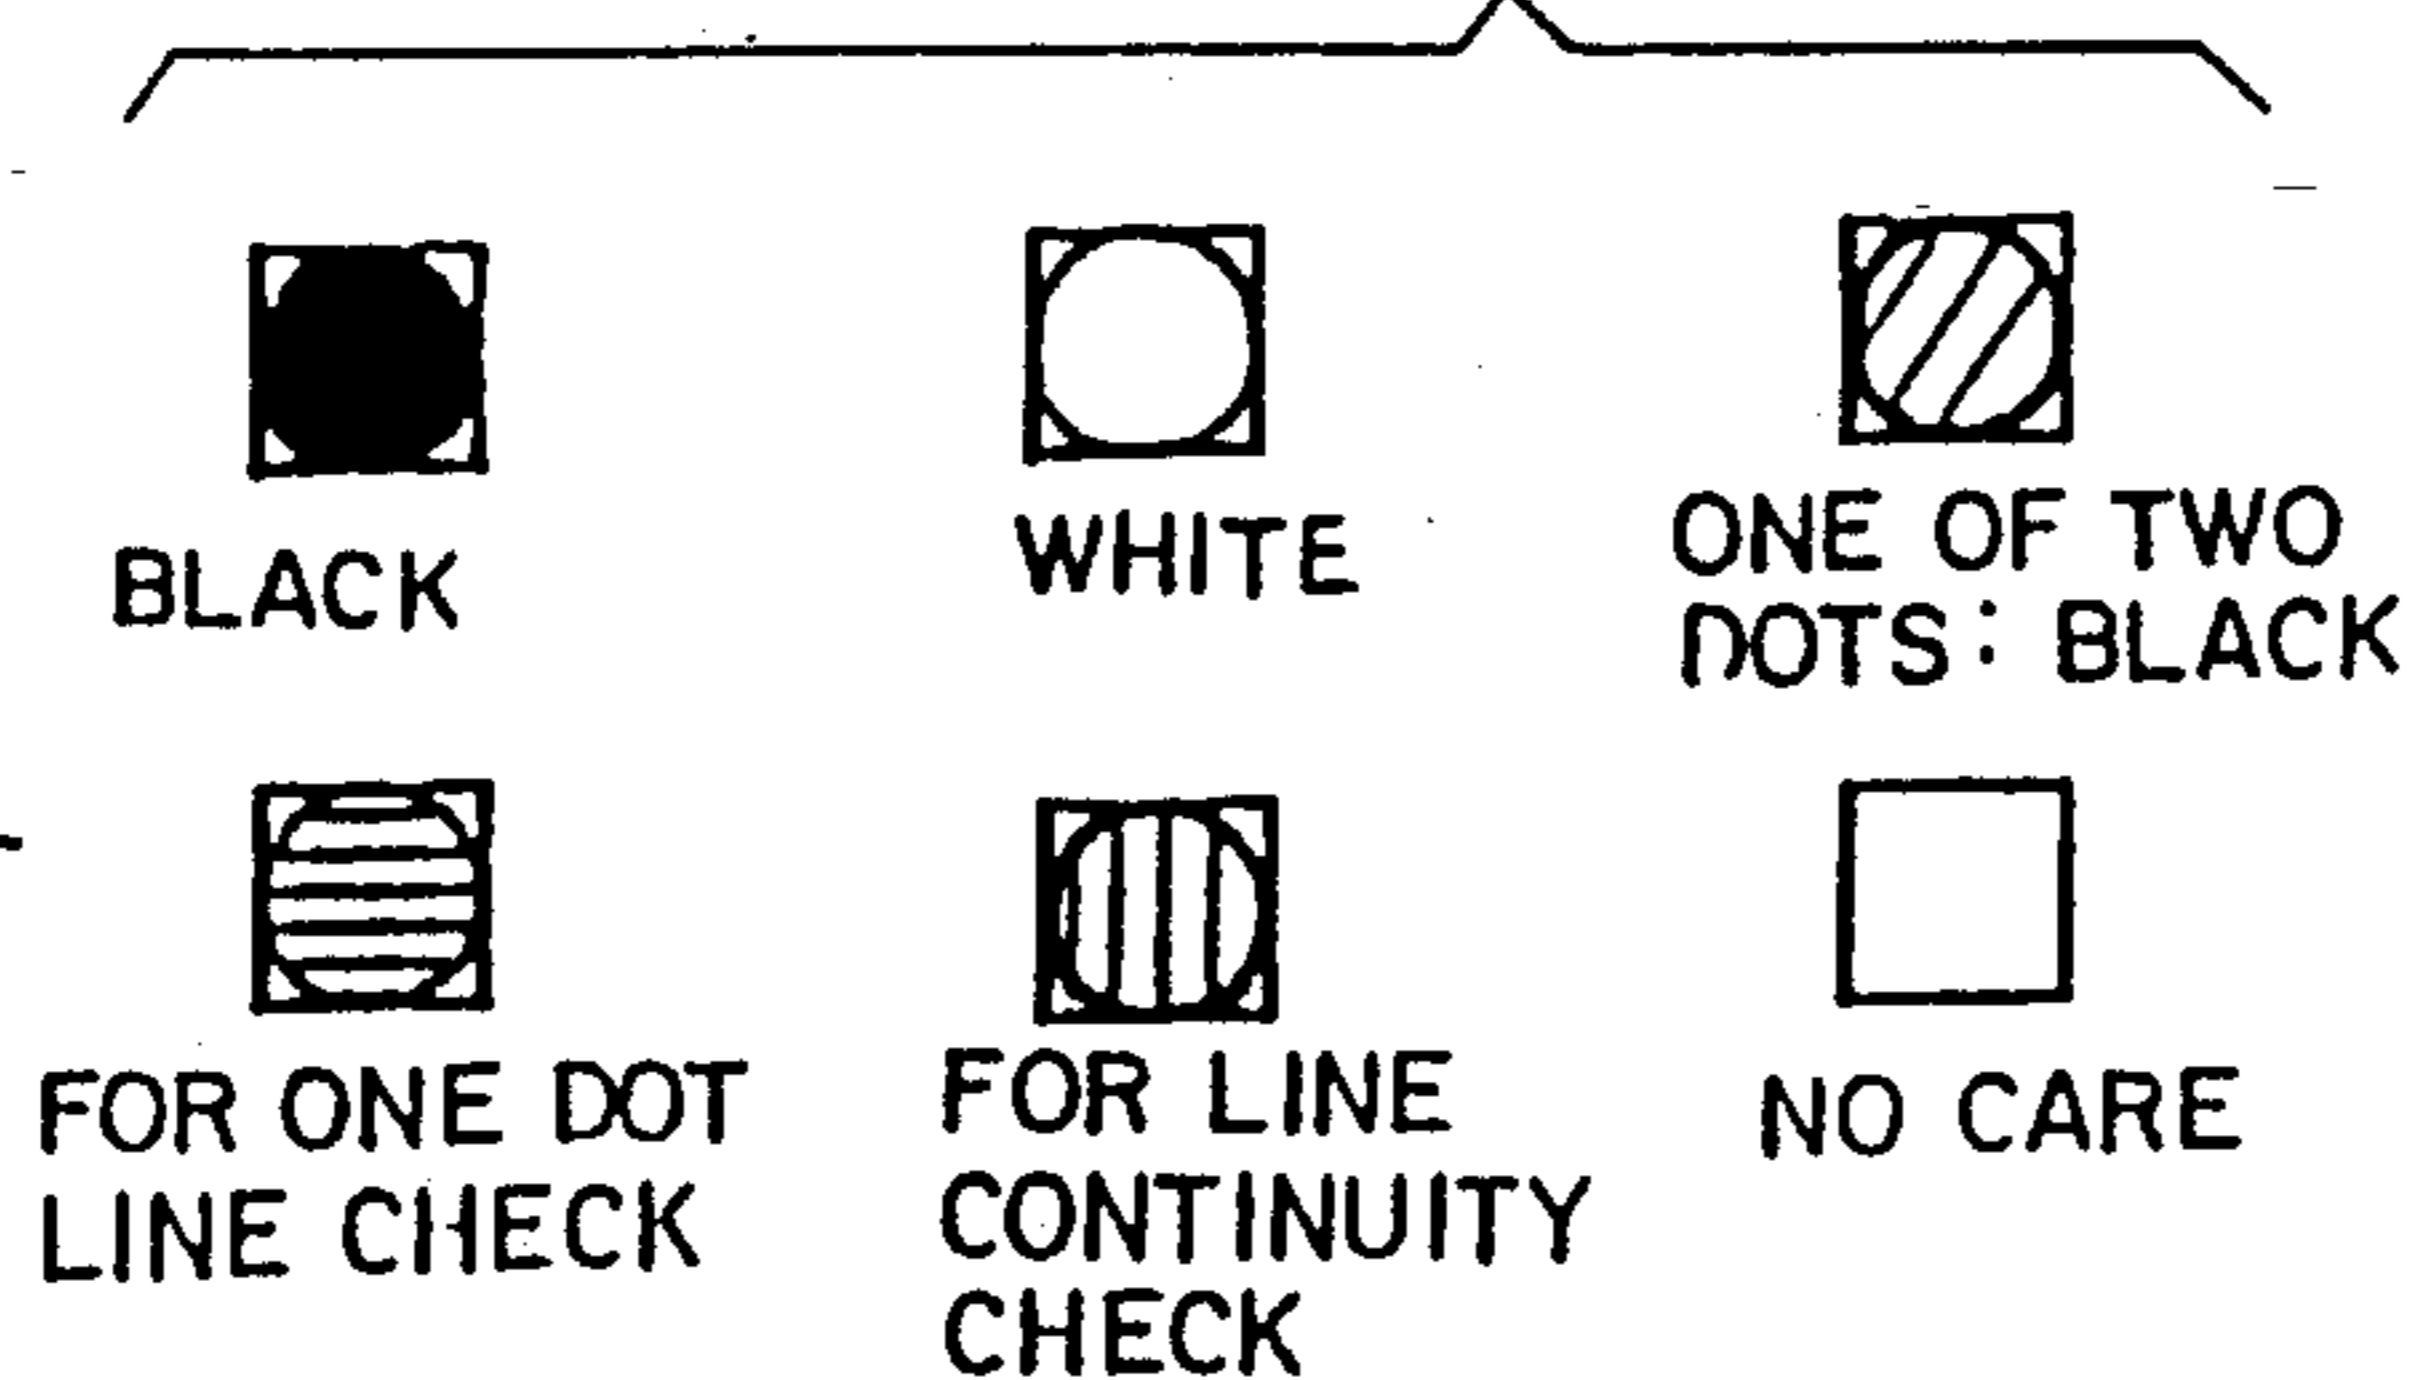 BLACK
WHITE
ONE OF TWO
DOTS: BLACK
FOR ONE DOT
LINE CHECK
FOR LINE
CONTINUITY
CHECK
NO CARE